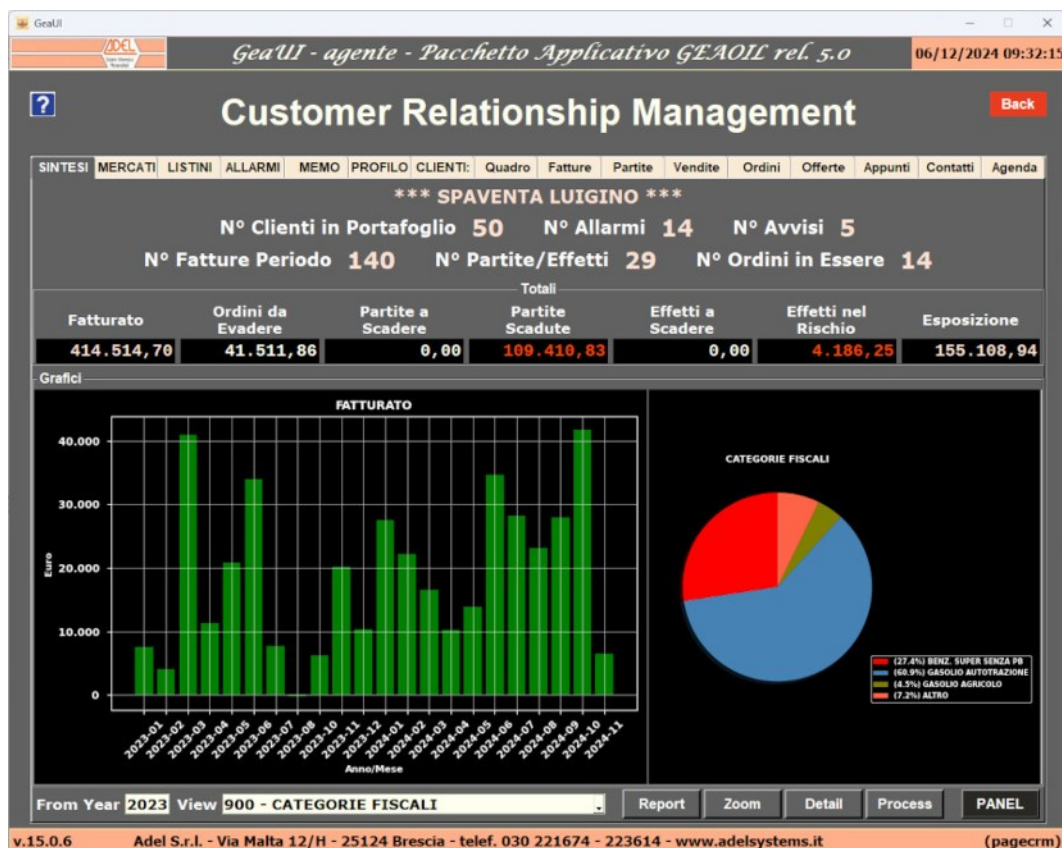 GeaUI
ADEL
GeaUI - agente - Pacchetto Applicativo GEAOIL rel. 5.0
06/12/2024 09:32:15
?
Customer Relationship Management
Back
SINTESI MERCATI LISTINI ALLARMI MEMO PROFILO CLIENTI: Quadro Fatture Partite Vendite Ordini Offerte Appunti Contatti Agenda
*** SPAVENTA LUIGINO ***
N° Clienti in Portafoglio 50 N° Allarmi 14 N° Avvisi 5
N° Fatture Periodo 140 N° Partite/Effetti 29 N° Ordini in Essere 14
Totali
Fatturato
Ordini da Evadere
Partite a Scadere
Partite Scadute
Effetti a Scadere
Effetti nel Rischio
Esposizione
414.514,70 41.511,86 0,00 109.410,83 0,00 4.186,25 155.108,94
Grafici
FATTURATO
40.000
30.000
20.000
10.000
0
Euro
2023-01 2023-02 2023-03 2023-04 2023-05 2023-06 2023-07 2023-08 2023-10 2023-11 2023-12 2024-01 2024-02 2024-03 2024-04 2024-05 2024-06 2024-07 2024-08 2024-09 2024-10 2024-11
Anno/Mese
CATEGORIE FISCALI
(27.4%) BENZ. SUPER SENZA PB
(60.9%) GASOLIO AUTOTRAZIONE
(4.5%) GASOLIO AGRICOLO
(7.2%) ALTRO
From Year 2023 View 900 - CATEGORIE FISCALI
Report Zoom Detail Process PANEL
v.15.0.6 Adel S.r.l. - Via Malta 12/H - 25124 Brescia - telef. 030 221674 - 223614 - www.adelsystems.it (pagecrm)